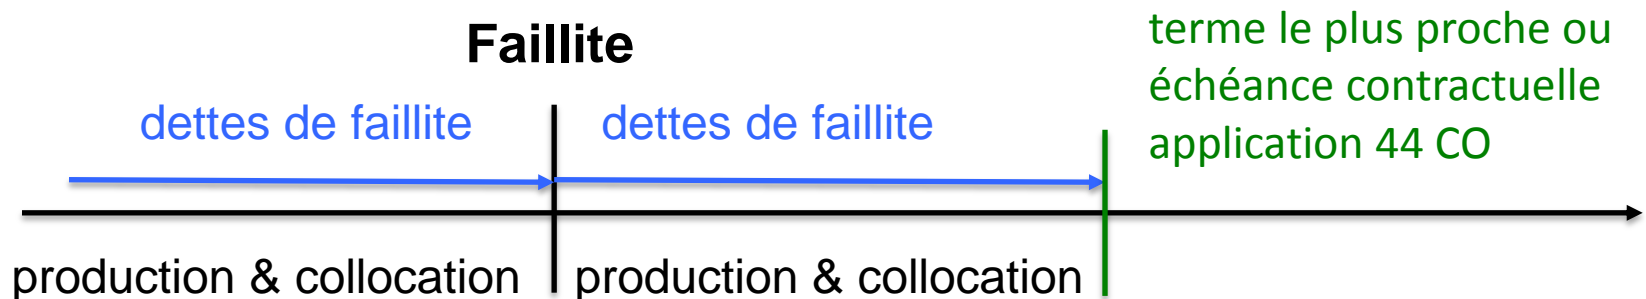 Faillite
terme le plus proche ou
échéance contractuelle
application 44 CO
dettes de faillite
dettes de faillite
production & collocation
production & collocation